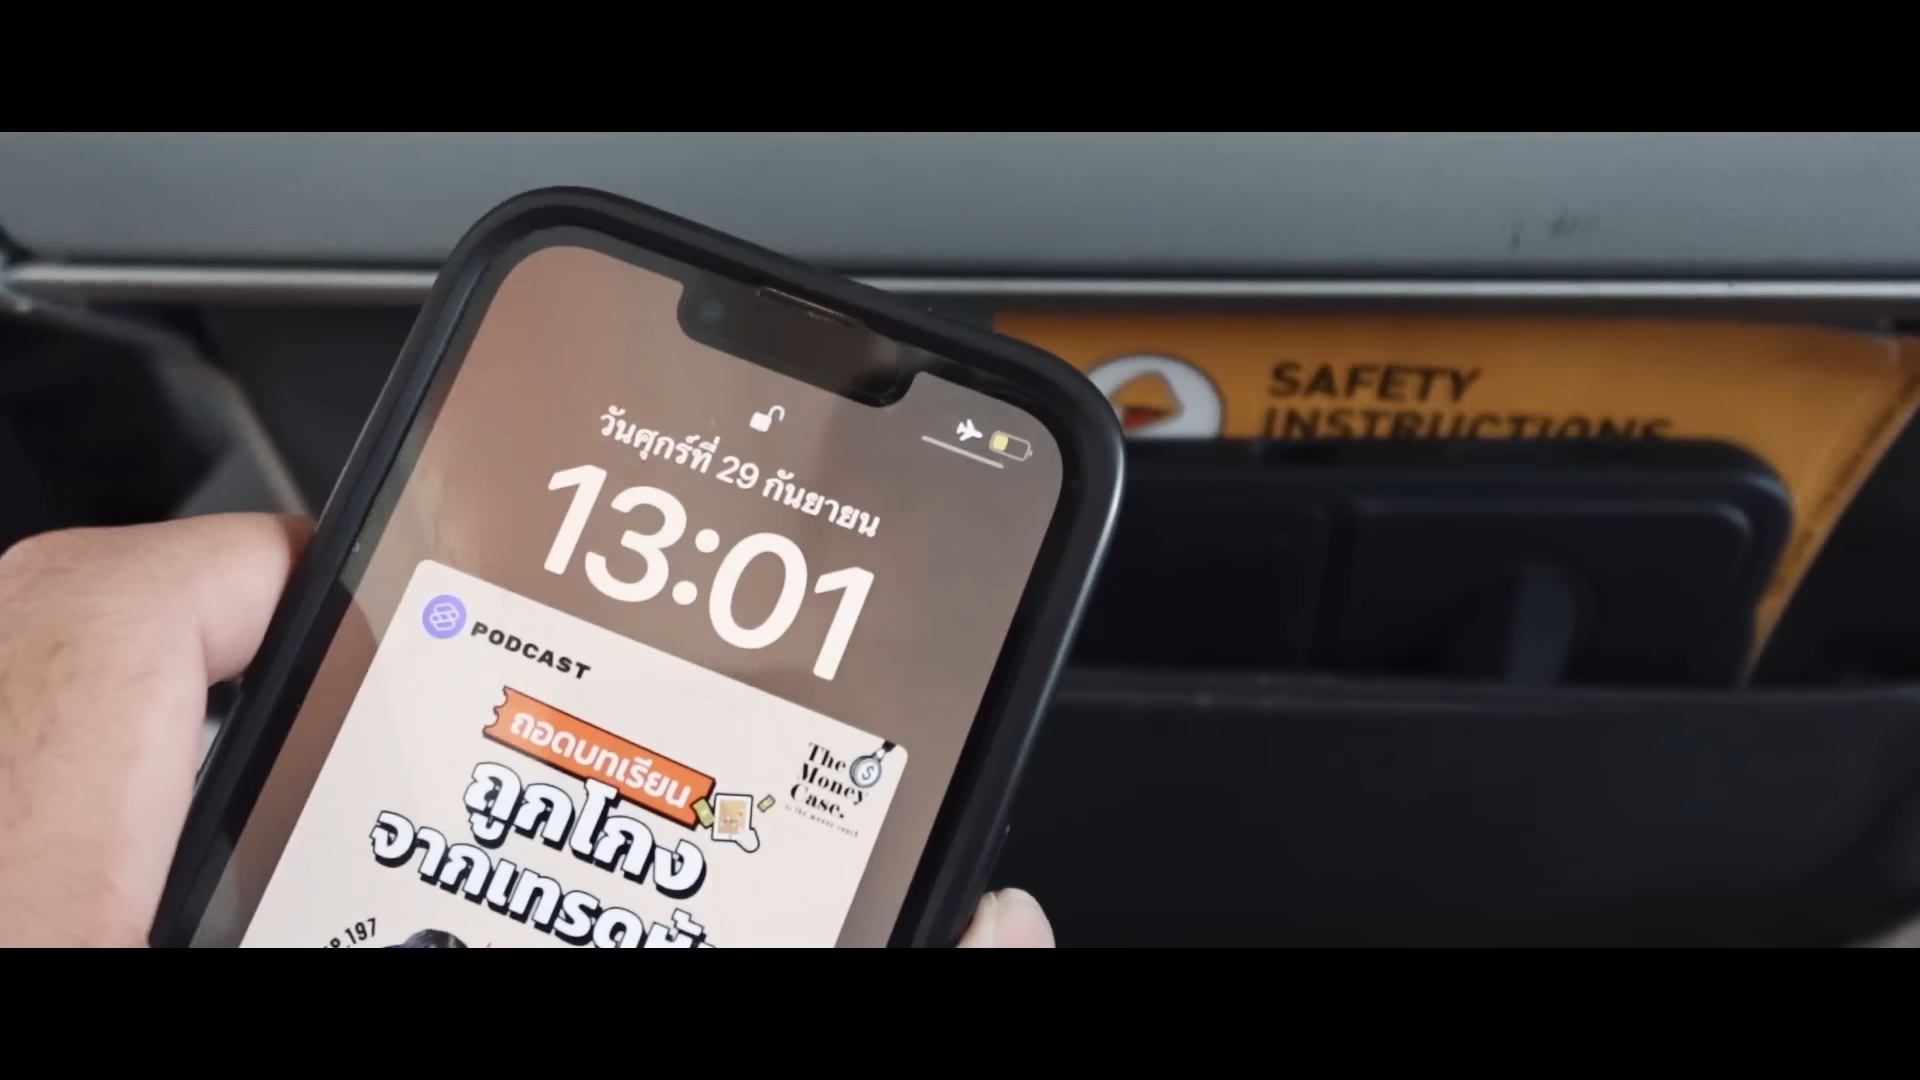 วันศุกร์ที่ 29 กันยายน
13:01
PODCAST
ถอดบทเรียน
ถูกโกง
จากเทรด
The
Money
Case.
EP.197
SAFETY
INSTRUCTIONS